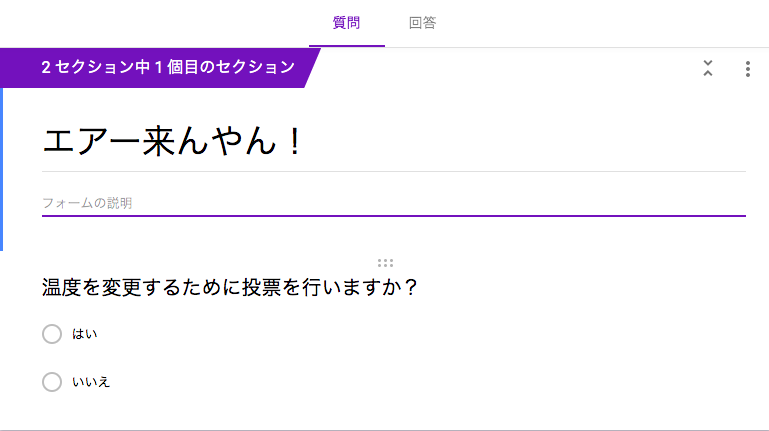 質問 回答
2 セクション中 1 個目のセクション
エアー来んやん！
フォームの説明
温度を変更するために投票を行いますか？
はい
いいえ